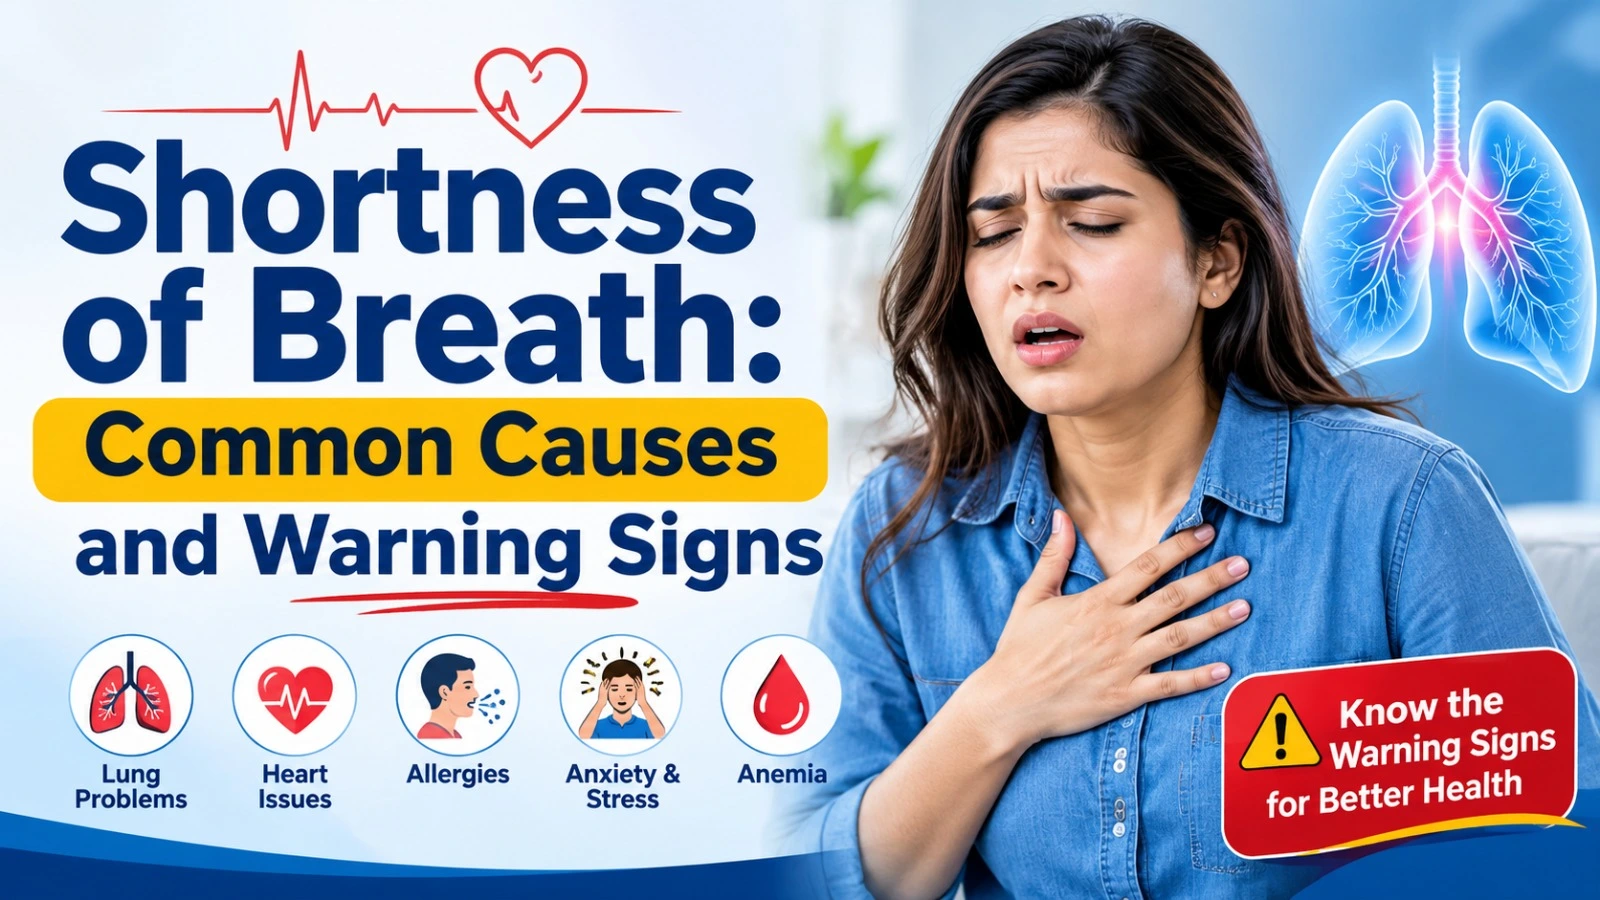 Shortness
of Breath:
Common Causes
and Warning Signs
Lung
Problems
Heart
Issues
Allergies
Anxiety &
Stress
Anemia
Know the
Warning Signs
for Better Health